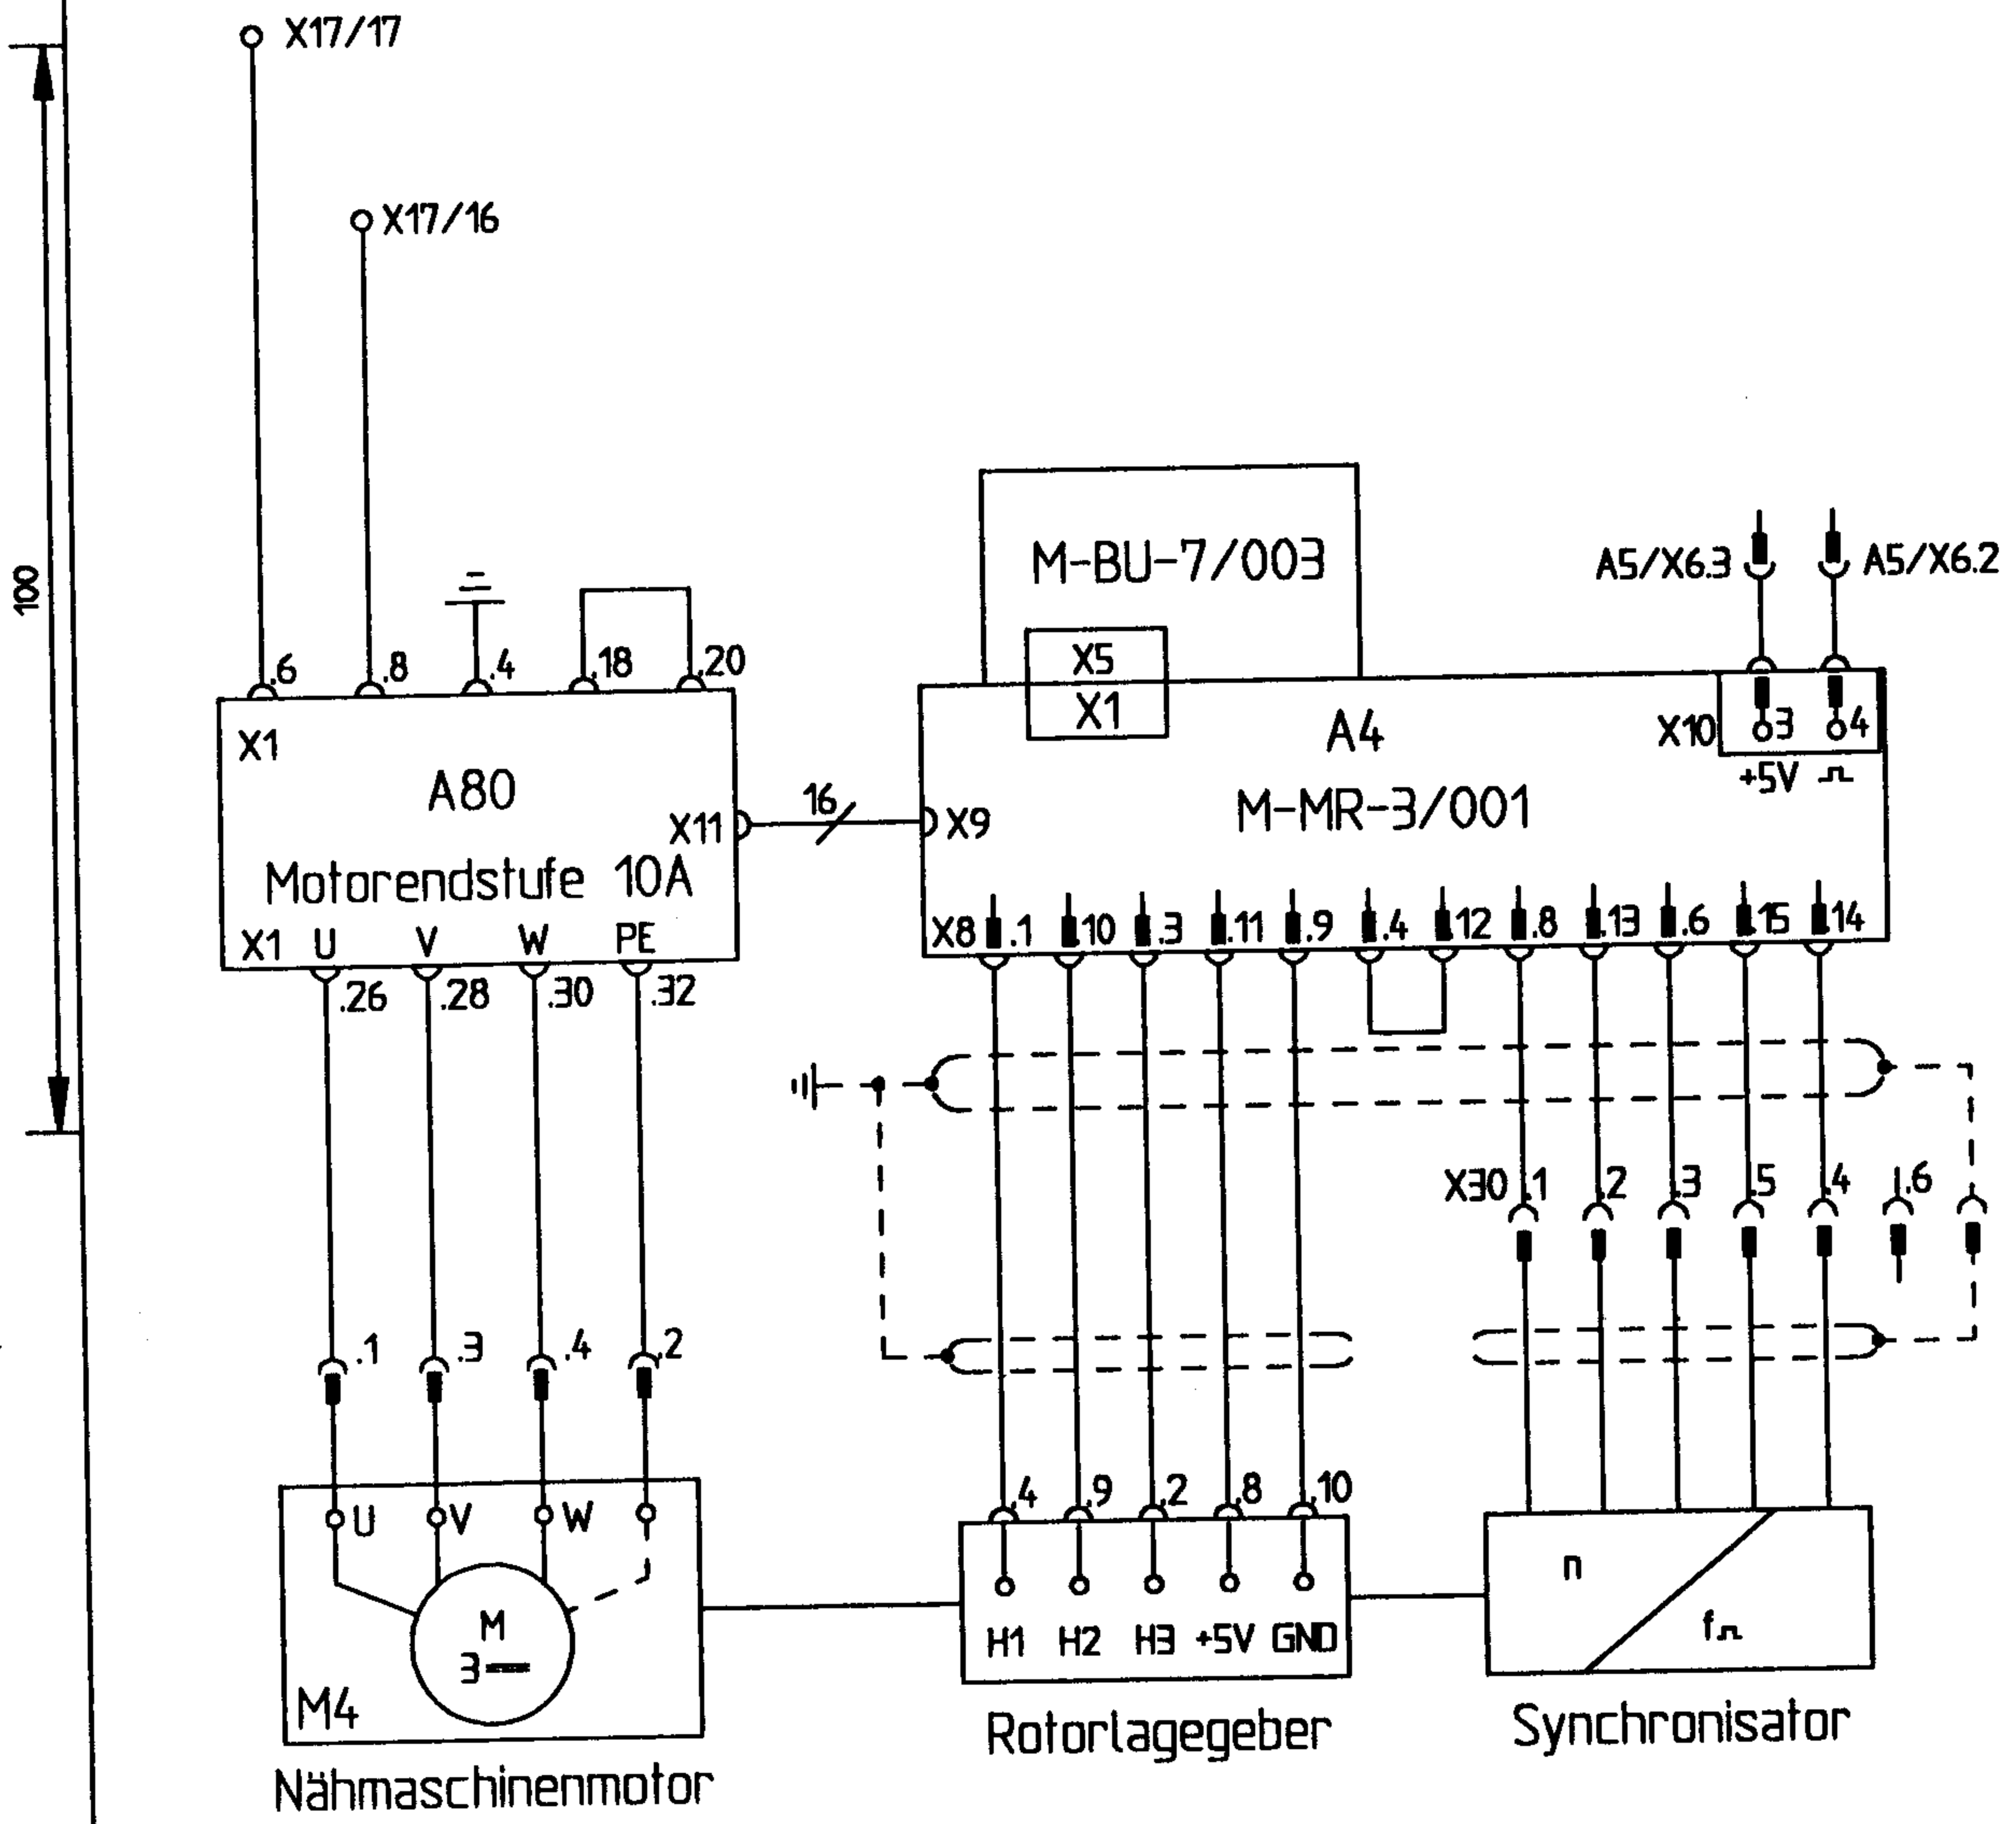 X17/17
X17/16
100
M-BU-7/003
A5/X6.3
A5/X6.2
.6 .8 .4 .18 .20
X5
X1
X1
A4
X10 3 4
+5V
A80
16
M-MR-3/001
X11
X9
Motorendstufe 10A
X8 .1 .10 .3 .11 .9 .4 .12 .8 .13 .6 .15 .14
X1 U V W PE
.26 .28 .30 .32
X30 .1 .2 .3 .5 .4 .6
.1 .3 .4 .2
.4 .9 .2 .8 .10
U V W
n
M
3
H1 H2 H3 +5V GND
f
M4
Rotorlagegeber
Synchronisator
Nähmaschinenmotor